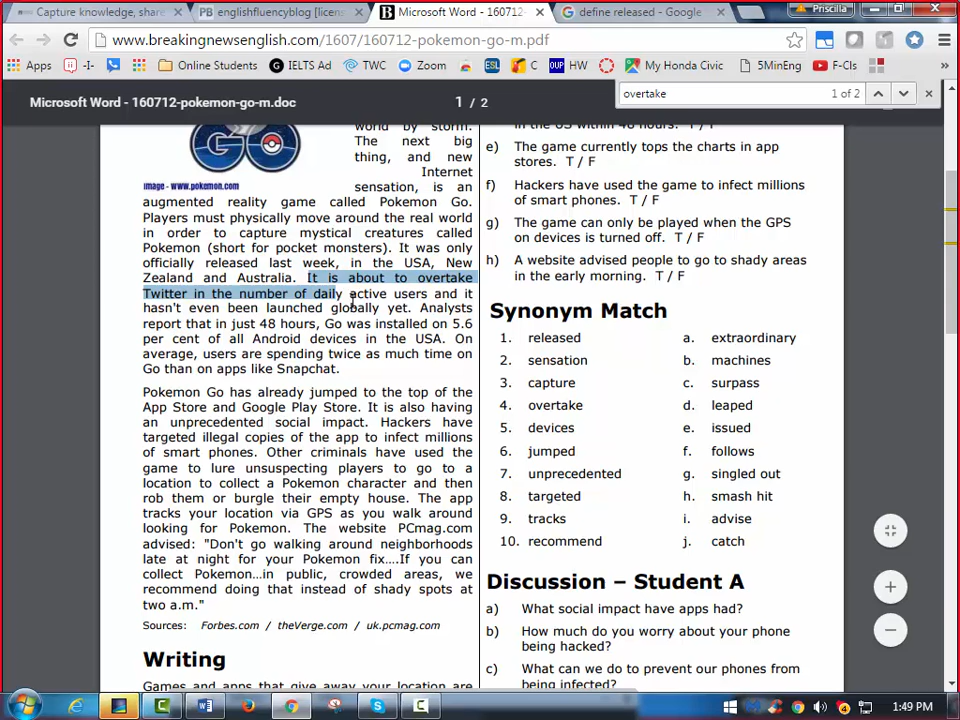 Capture knowledge, share
englishfluencyblog [licen
Microsoft Word - 160712-
define released - Google
Priscilla
www.breakingnewsenglish.com/1607/160712-pokemon-go-m.pdf
Apps
-I-
Online Students
IELTS Ad
TWC
Zoom
ESL
C
OUP
HW
My Honda Civic
5MinEng
F-Cls
»
Microsoft Word - 160712-pokemon-go-m.doc
1 / 2
overtake
1 of 2
world by storm.
The next big
thing, and new
Internet
image - www.pokemon.com
sensation, is an
augmented reality game called Pokemon Go.
Players must physically move around the real world
in order to capture mystical creatures called
Pokemon (short for pocket monsters). It was only
officially released last week, in the USA, New
Zealand and Australia. It is about to overtake
Twitter in the number of daily active users and it
hasn't even been launched globally yet. Analysts
report that in just 48 hours, Go was installed on 5.6
per cent of all Android devices in the USA. On
average, users are spending twice as much time on
Go than on apps like Snapchat.
Pokemon Go has already jumped to the top of the
App Store and Google Play Store. It is also having
an unprecedented social impact. Hackers have
targeted illegal copies of the app to infect millions
of smart phones. Other criminals have used the
game to lure unsuspecting players to go to a
location to collect a Pokemon character and then
rob them or burgle their empty house. The app
tracks your location via GPS as you walk around
looking for Pokemon. The website PCmag.com
advised: "Don't go walking around neighborhoods
late at night for your Pokemon fix....If you can
collect Pokemon...in public, crowded areas, we
recommend doing that instead of shady spots at
two a.m."
Sources: Forbes.com / theVerge.com / uk.pcmag.com
Writing
Games and apps that give away your location are
in the US within 48 hours. T / F
e) The game currently tops the charts in app
stores. T / F
f) Hackers have used the game to infect millions
of smart phones. T / F
g) The game can only be played when the GPS
on devices is turned off. T / F
h) A website advised people to go to shady areas
in the early morning. T / F
Synonym Match
1. released a. extraordinary
2. sensation b. machines
3. capture c. surpass
4. overtake d. leaped
5. devices e. issued
6. jumped f. follows
7. unprecedented g. singled out
8. targeted h. smash hit
9. tracks i. advise
10. recommend j. catch
Discussion – Student A
a) What social impact have apps had?
b) How much do you worry about your phone
being hacked?
c) What can we do to prevent our phones from
being infected?
1:49 PM